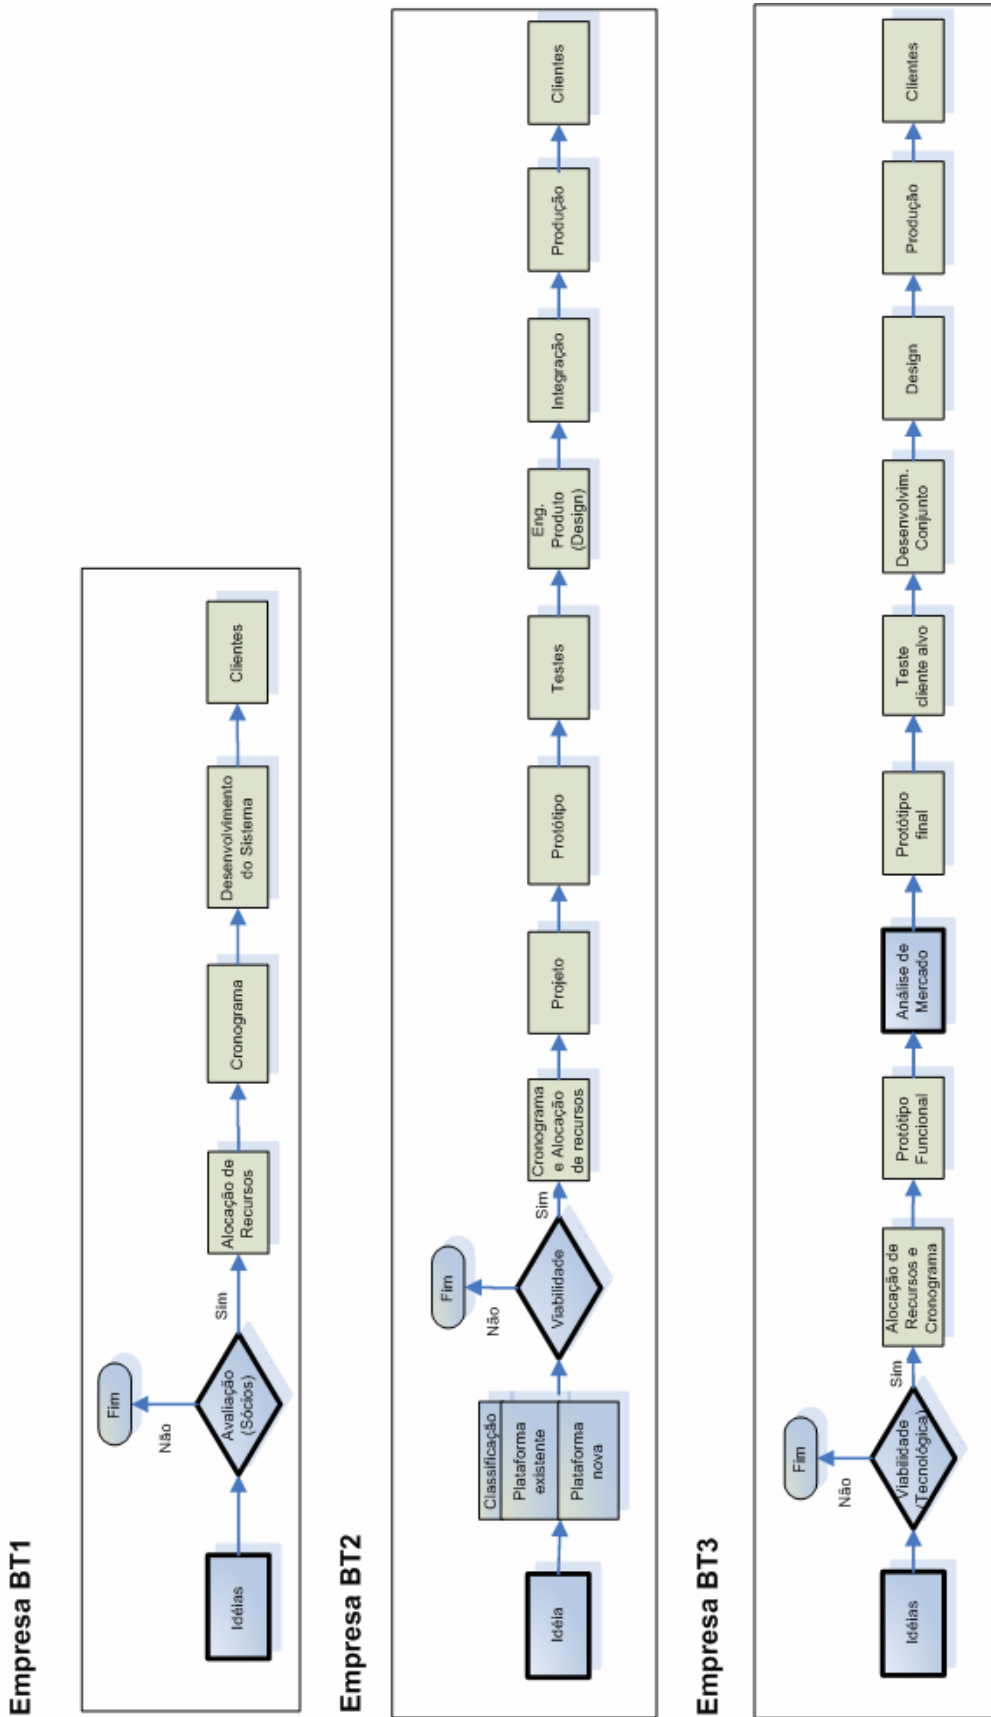 Empresa BT1
Idéias
Avaliação
(Sócios)
Não
Fim
Sim
Alocação de
Recursos
Cronograma
Desenvolvimento
do Sistema
Clientes
Empresa BT2
Idéia
Classificação
Plataforma
existente
Plataforma
nova
Viabilidade
Não
Fim
Sim
Cronograma
e Alocação
de recursos
Projeto
Protótipo
Testes
Eng.
Produto
(Design)
Integração
Produção
Clientes
Empresa BT3
Idéias
Viabilidade
(Tecnológica)
Não
Fim
Sim
Alocação de
Recursos e
Cronograma
Protótipo
Funcional
Análise de
Mercado
Protótipo
final
Teste
cliente alvo
Desenvolvim.
Conjunto
Design
Produção
Clientes